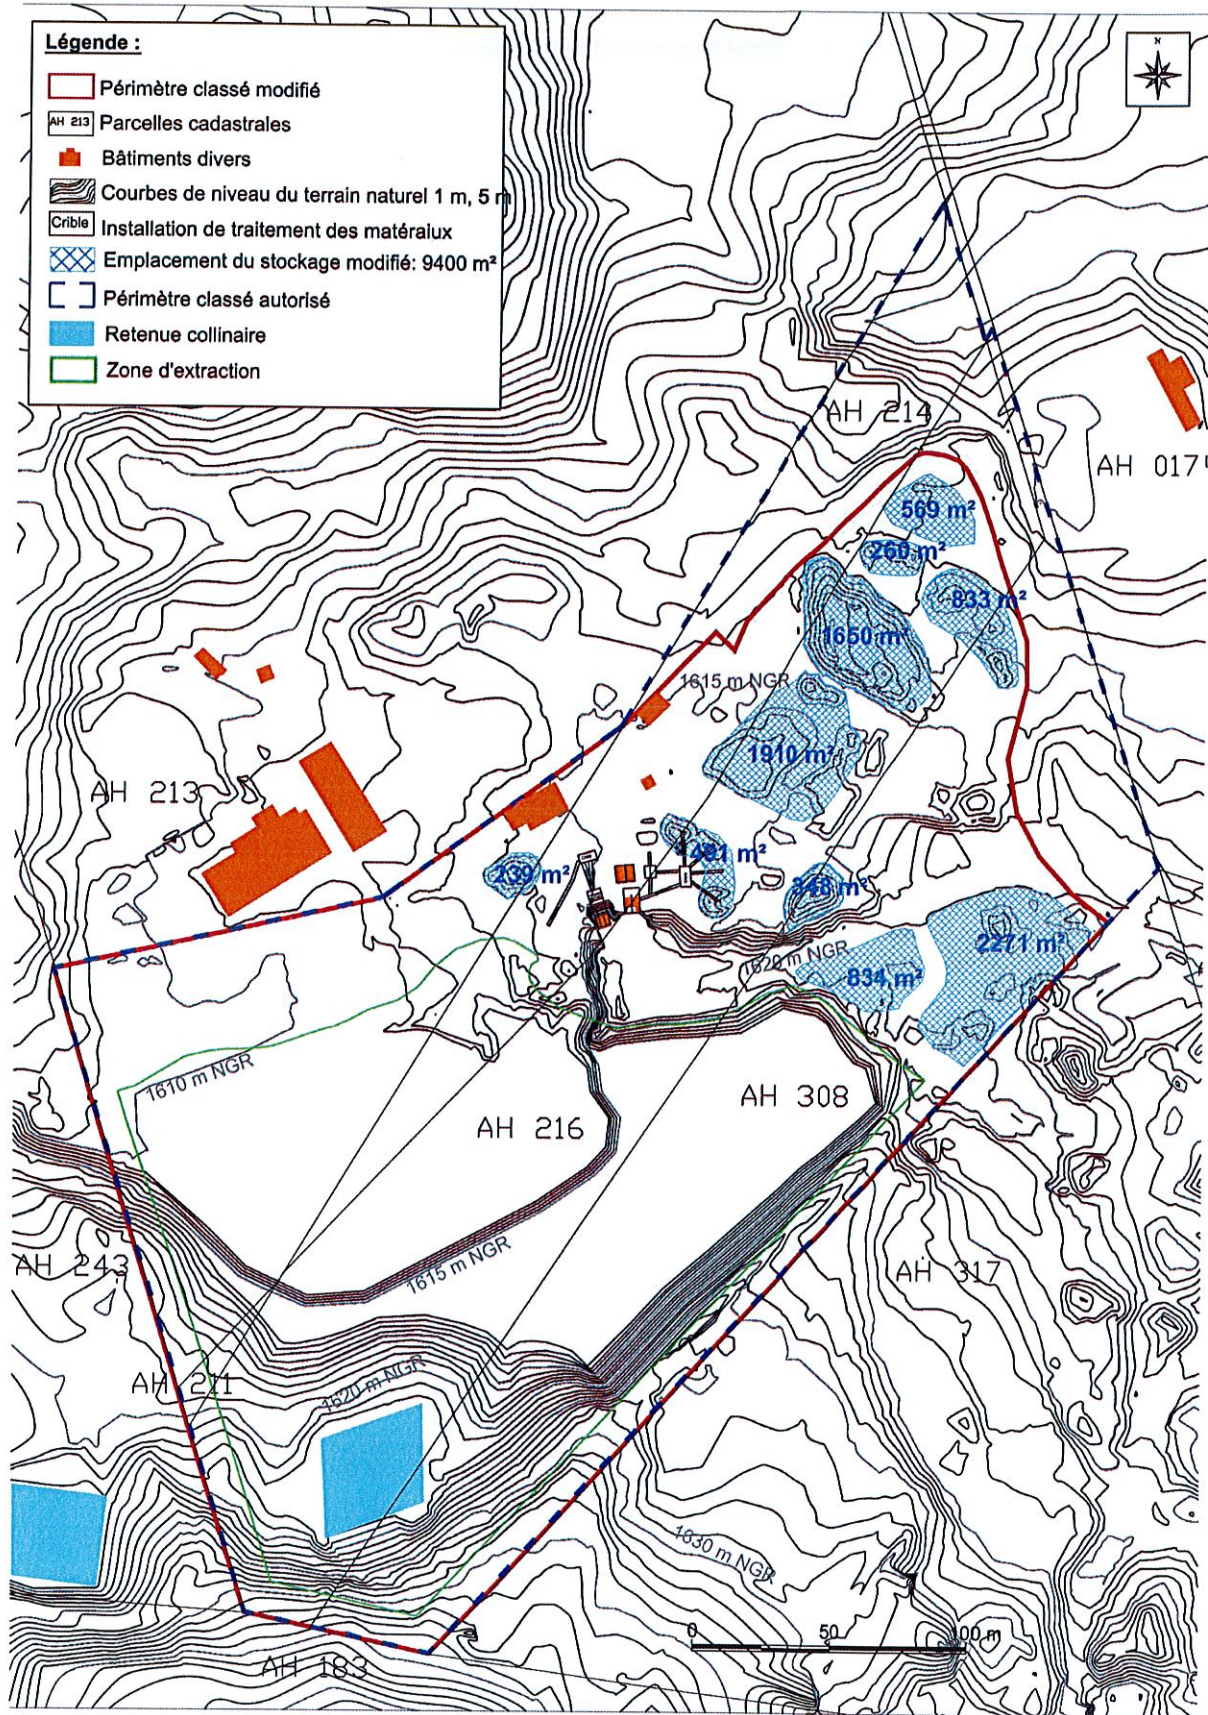 Légende :
N
Périmètre classé modifié
AH 213 Parcelles cadastrales
Bâtiments divers
Courbes de niveau du terrain naturel 1 m, 5 m
Crible Installation de traitement des matéraiux
Emplacement du stockage modifié: 9400 m²
Périmètre classé autorisé
Retenue collinaire
Zone d'extraction
AH 214
AH 017
569 m²
260 m²
833 m²
1650 m²
1615 m NGR
1910 m²
AH 213
491 m²
239 m²
348 m²
2271 m²
1620 m NGR
834 m²
1610 m NGR
AH 308
AH 216
1615 m NGR
AH 243
AH 317
AH 211
1620 m NGR
1630 m NGR
0 50 100 m
AH 183